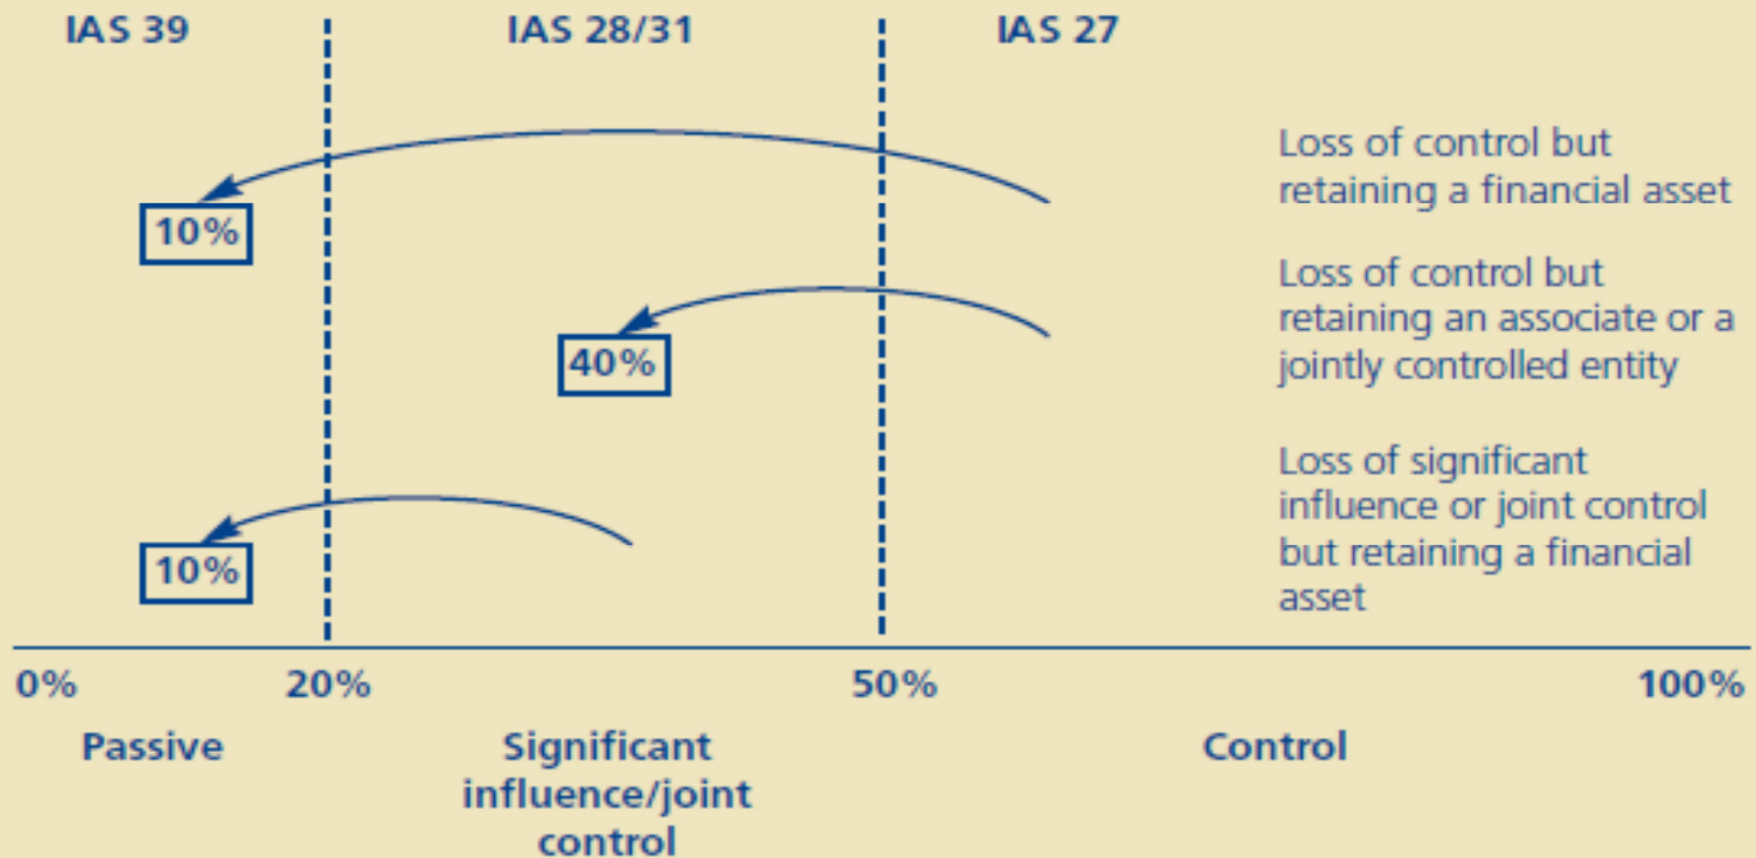 IAS 39
IAS 28/31
IAS 27
Loss of control but
retaining a financial asset
10%
Loss of control but
retaining an associate or a
jointly controlled entity
40%
Loss of significant
influence or joint control
but retaining a financial
asset
10%
0%
20%
50%
100%
Passive
Significant
influence/joint
control
Control